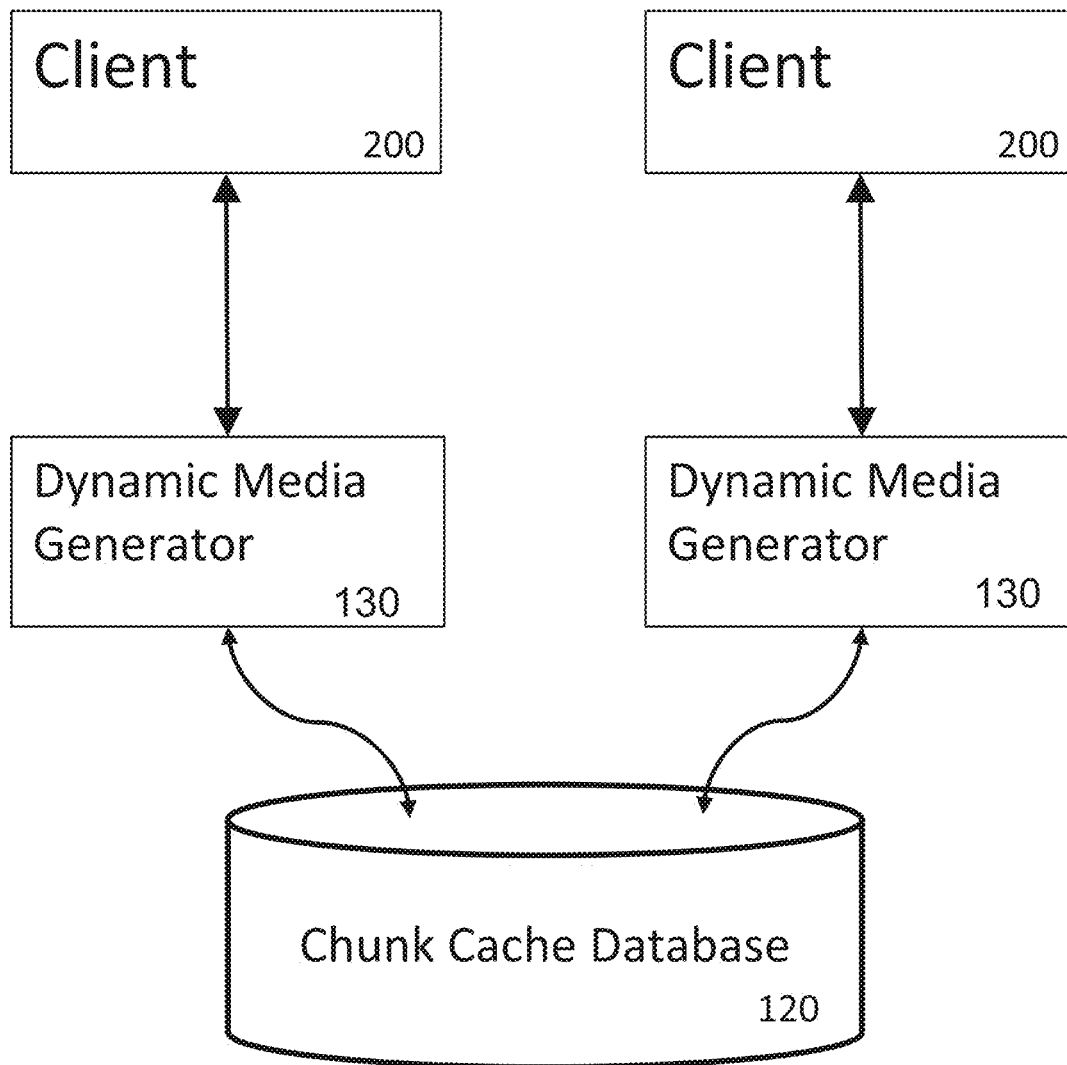 Client
200
Client
200
Dynamic Media
Generator
130
Dynamic Media
Generator
130
Chunk Cache Database
120